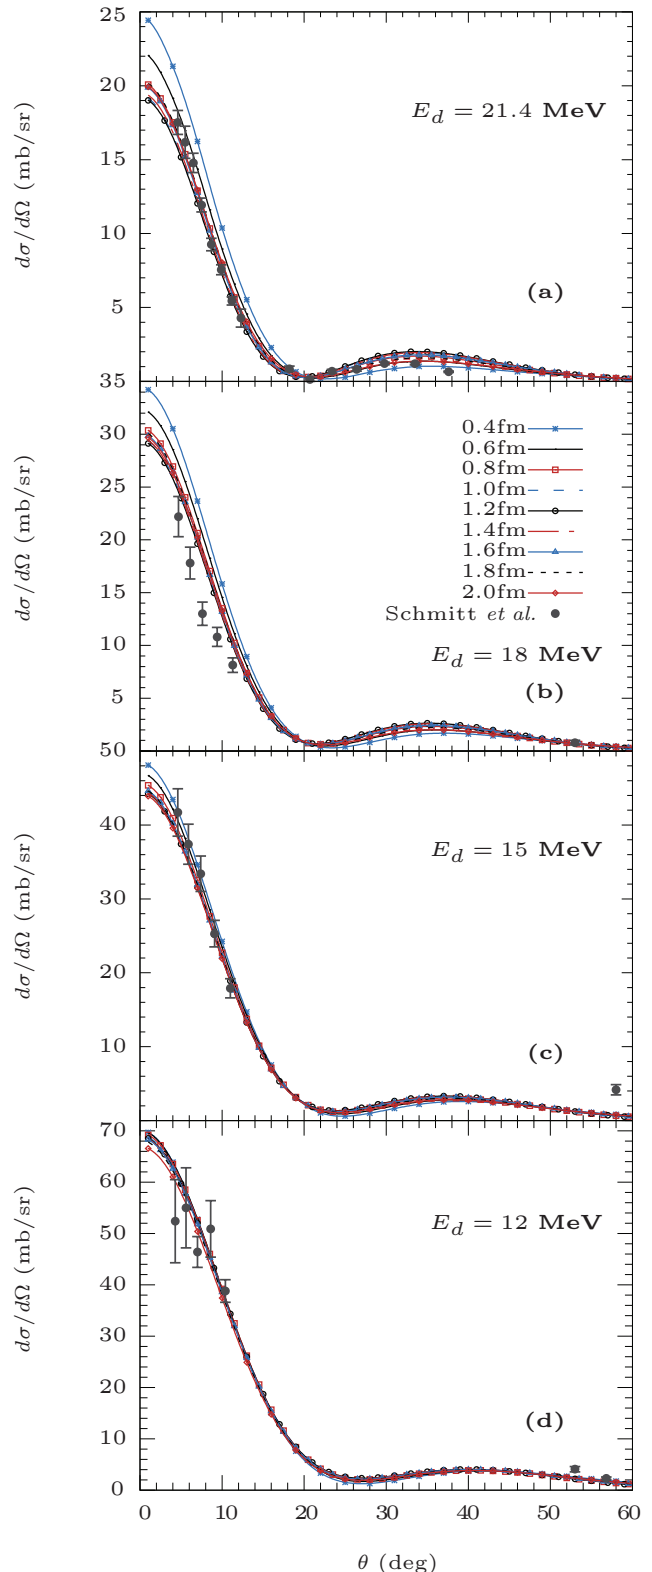 25
20
15
10
5
dσ/dΩ (mb/sr)
E_d = 21.4 MeV
(a)
35
30
25
20
15
10
5
dσ/dΩ (mb/sr)
0.4fm
0.6fm
0.8fm
1.0fm
1.2fm
1.4fm
1.6fm
1.8fm
2.0fm
Schmitt et al.
E_d = 18 MeV
(b)
50
40
30
20
10
dσ/dΩ (mb/sr)
E_d = 15 MeV
(c)
70
60
50
40
30
20
10
0
dσ/dΩ (mb/sr)
E_d = 12 MeV
(d)
0 10 20 30 40 50 60
θ (deg)